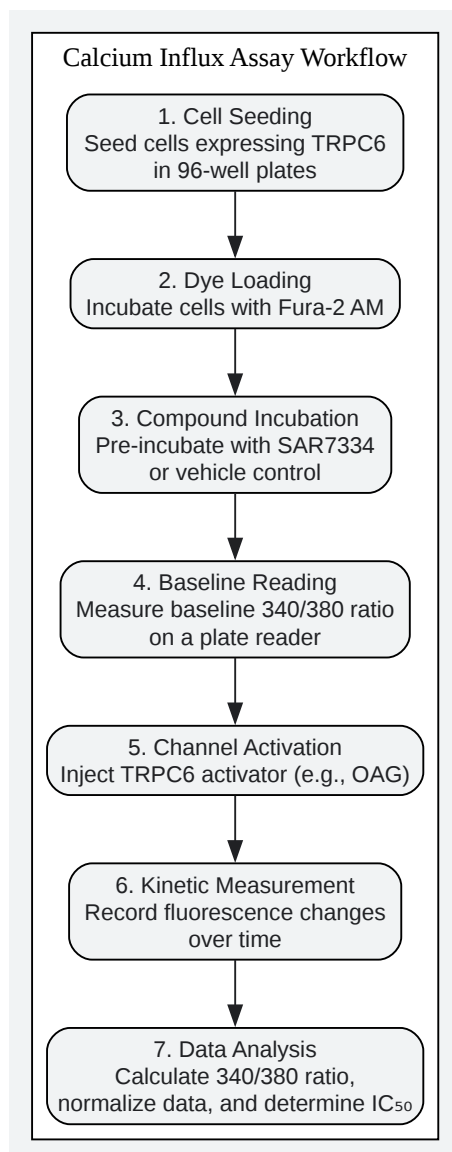 Calcium Influx Assay Workflow
1. Cell Seeding
Seed cells expressing TRPC6
in 96-well plates
2. Dye Loading
Incubate cells with Fura-2 AM
3. Compound Incubation
Pre-incubate with SAR7334
or vehicle control
4. Baseline Reading
Measure baseline 340/380 ratio
on a plate reader
5. Channel Activation
Inject TRPC6 activator (e.g., OAG)
6. Kinetic Measurement
Record fluorescence changes
over time
7. Data Analysis
Calculate 340/380 ratio,
normalize data, and determine IC₅₀